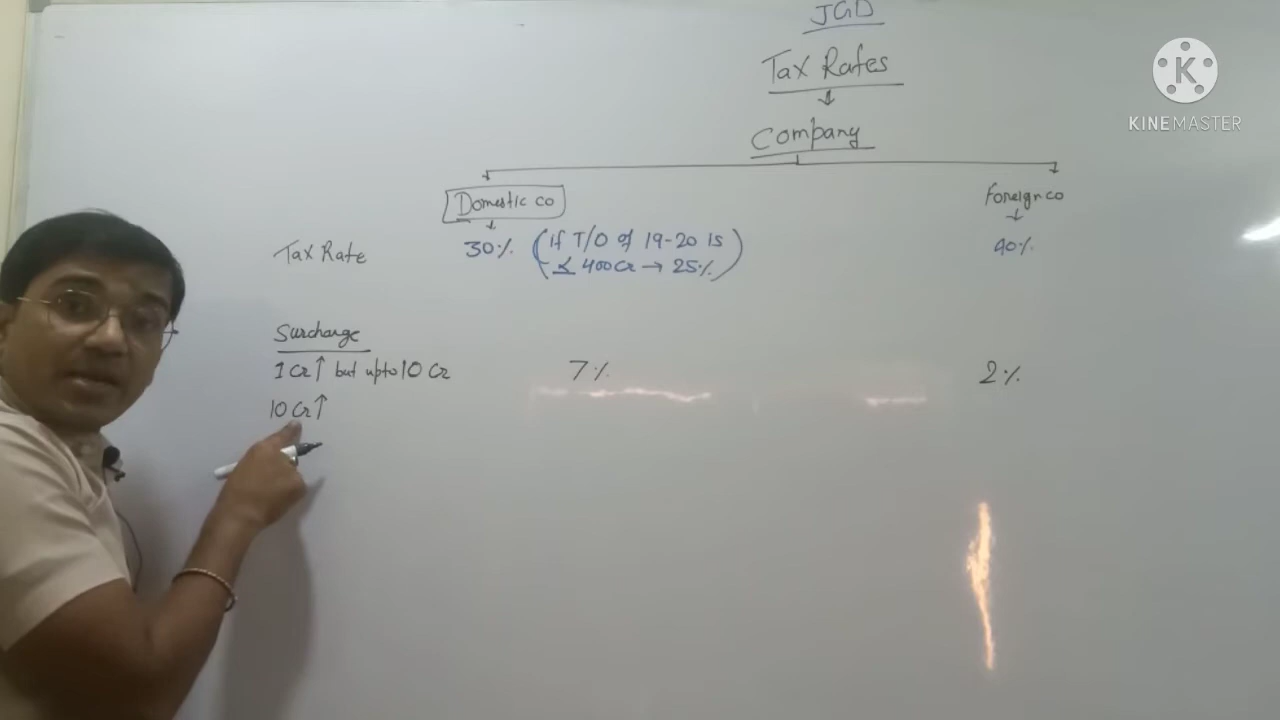 JGD
Tax Rates
Company
Domestic co
Foreign co
Tax Rate
30% (If T/O of 19-20 is
≤ 400 Cr → 25%)
40%
Surcharge
1 Cr↑ but upto 10 Cr
7%
2%
10 Cr↑
K
KINEMASTER